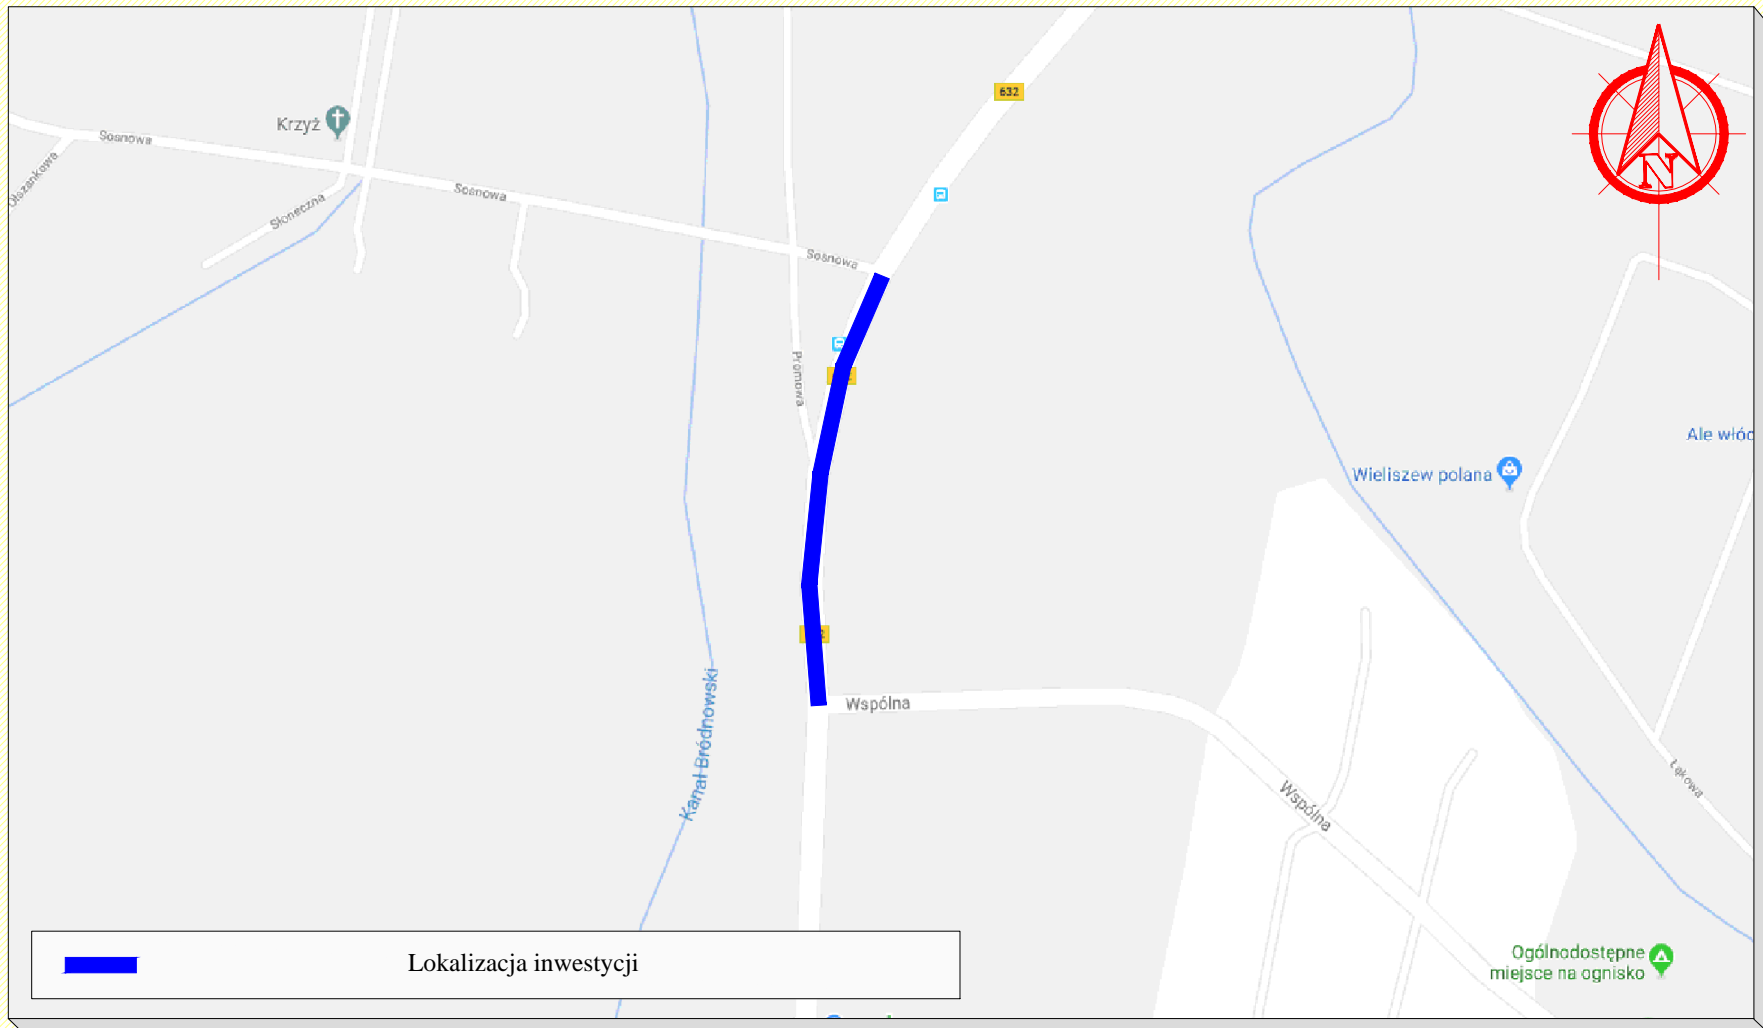 632
Krzyż
Sosnowa
Olszankowa
Sosnowa
Słoneczna
Sosnowa
N
Promowa
Ale włóc
Wieliszew polana
Kanał Bródnowski
Wspólna
Wspólna
Łąkowa
Lokalizacja inwestycji
Ogólnodostępne
miejsce na ognisko